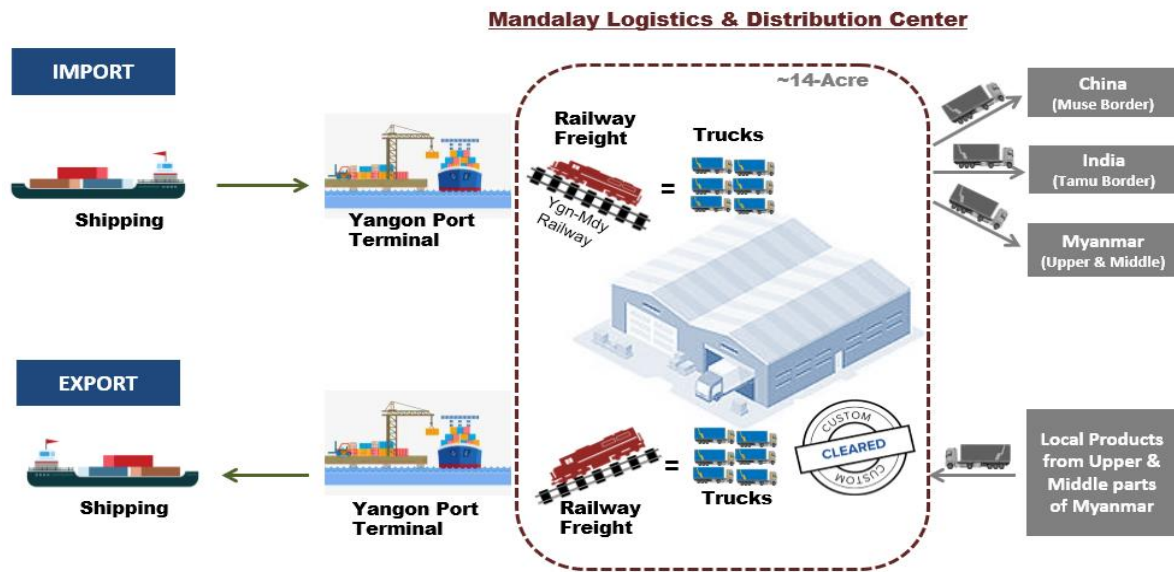 Mandalay Logistics & Distribution Center
IMPORT
~14-Acre
Railway
Freight
Trucks
=
Ygn-Mdy
Railway
Shipping
Yangon Port
Terminal
China
(Muse Border)
India
(Tamu Border)
Myanmar
(Upper & Middle)
EXPORT
CUSTOM
CLEARED
CUSTOM
Shipping
Yangon Port
Terminal
Railway
Freight
=
Trucks
Local Products
from Upper &
Middle parts
of Myanmar